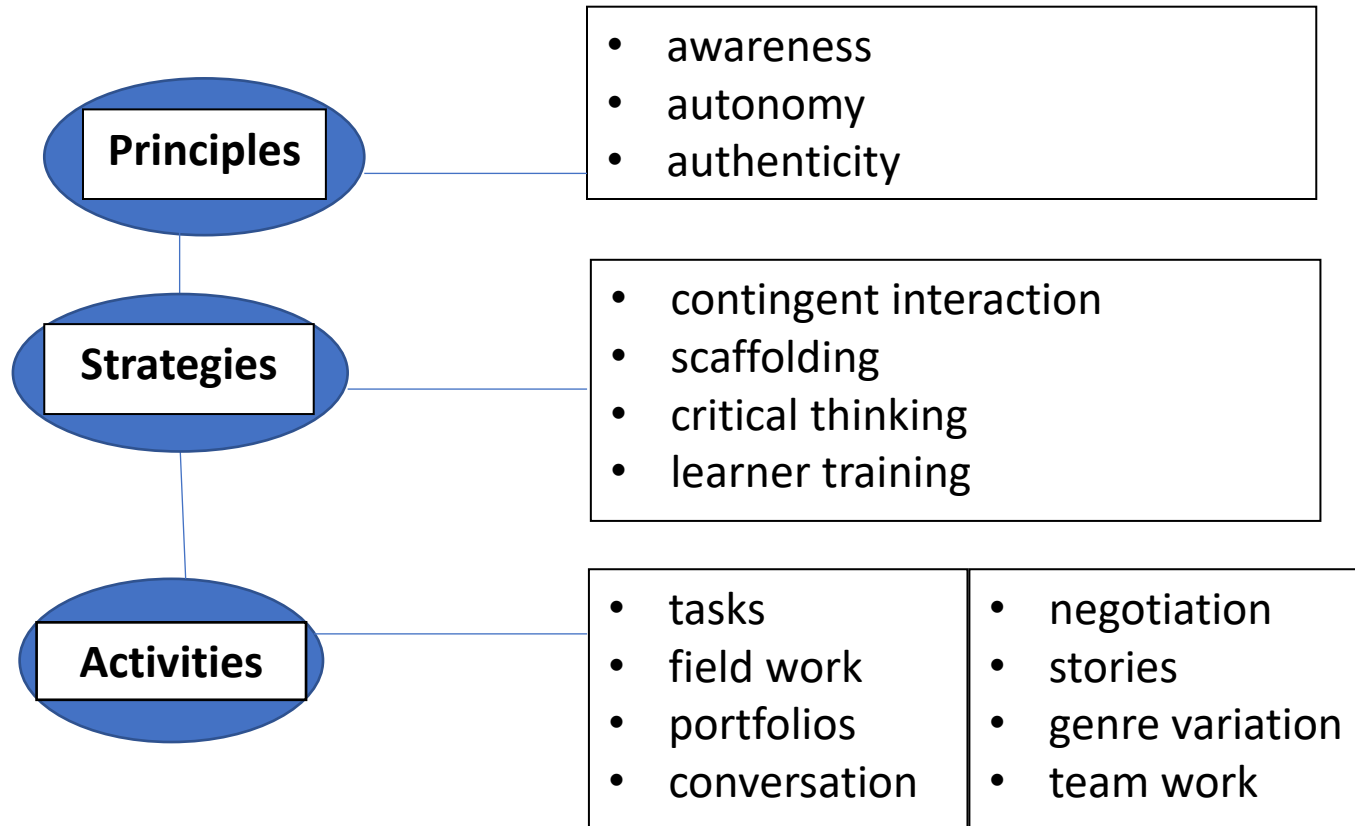 Principles
• awareness
• autonomy
• authenticity
Strategies
• contingent interaction
• scaffolding
• critical thinking
• learner training
Activities
• tasks
• field work
• portfolios
• conversation
• negotiation
• stories
• genre variation
• team work